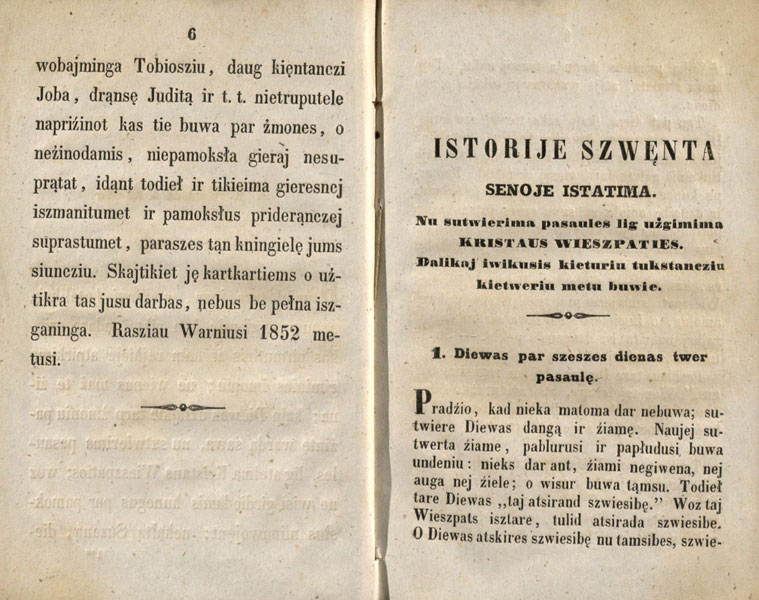 6
wobajminga Tobiosziu, daug kięntanczi
Joba, drąnsę Juditą ir t. t. nietruputele
napriżinot kas tie buwa par żmones, o
neżinodamis, niepamoksła gieraj nesu-
prątat, idąnt todieł ir tikieima gieresnej
iszmanitumet ir pamoksłus priderąnczej
suprastumet, paraszes tąn kningielę jums
siuncziu. Skajtikiet ję kartkartiems o uż-
tikra tas jusu darbas, nebus be pełna isz-
ganinga. Rasziau Warniusi 1852 me-
tusi.
ISTORIJE SZWĘNTA
SENOJE ISTATIMA.
Nu sutwierima pasaules lig użgimima
KRISTAUS WIESZPATIES.
Dalikaj iwikusis kieturiu tukstancziu
kietweriu metu buwie.
1. Diewas par szeszes dienas twer
pasaulę.
Pradżio, kad nieka matoma dar nebuwa; su-
twiere Diewas dangą ir żiamę. Naujej su-
twerta żiame, pablurusi ir papłudusi buwa
undeniu: nieks dar ant, żiami negiwena, nej
auga nej żiele; o wisur buwa tąmsu. Todieł
tare Diewas „taj atsirand szwiesibę." Woz taj
Wieszpats isztare, tulid atsirada szwiesibe.
O Diewas atskires szwiesibę nu tamsibes, szwie-